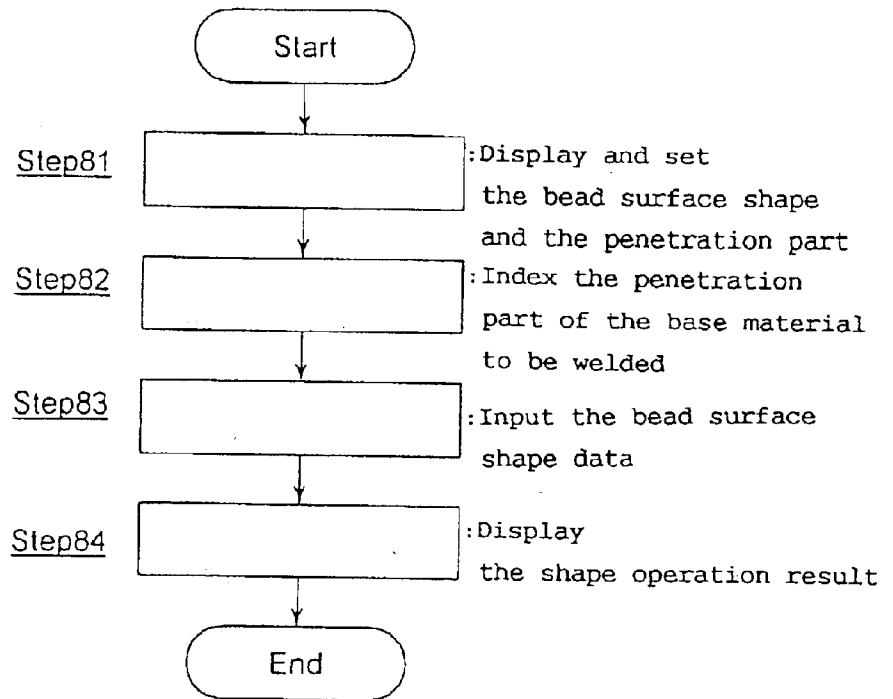 Start
Step81
:Display and set
the bead surface shape
and the penetration part
Step82
:Index the penetration
part of the base material
to be welded
Step83
:Input the bead surface
shape data
Step84
:Display
the shape operation result
End